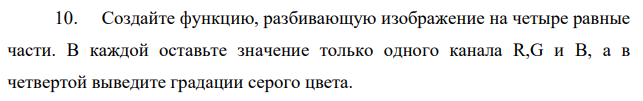 10. Создайте функцию, разбивающую изображение на четыре равные
части. В каждой оставьте значение только одного канала R,G и B, а в
четвертой выведите градации серого цвета.